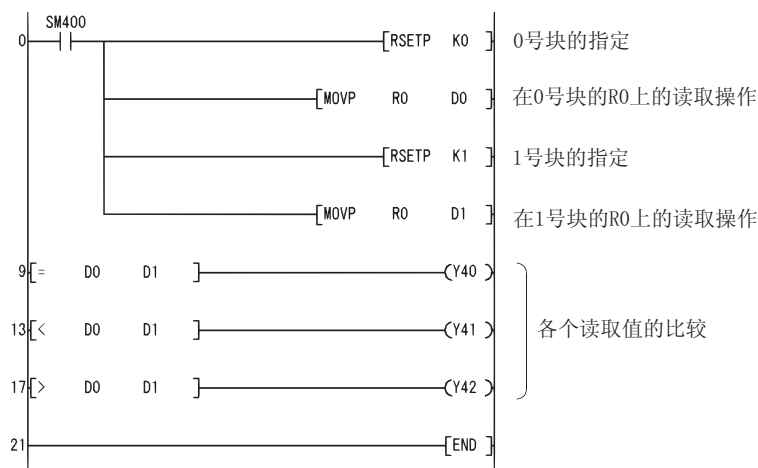 SM400
0 RSETP K0 0号块的指定
MOVP R0 D0 在0号块的R0上的读取操作
RSETP K1 1号块的指定
MOVP R0 D1 在1号块的R0上的读取操作
9 = D0 D1 Y40
13 < D0 D1 Y41 各个读取值的比较
17 > D0 D1 Y42
21 END